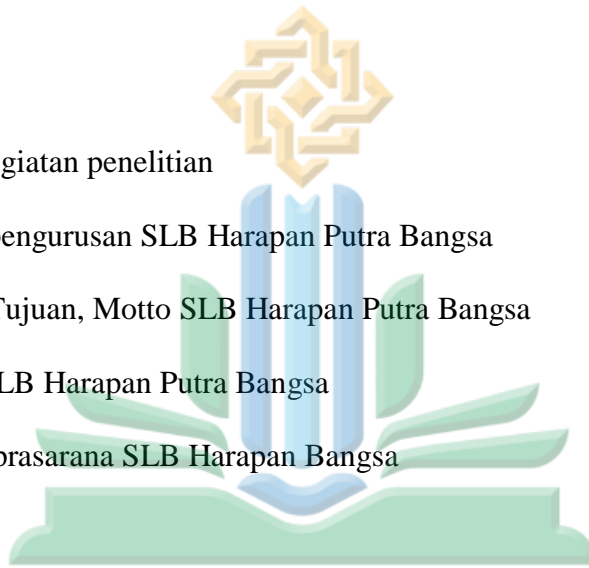 giatan penelitian
pengurusan SLB Harapan Putra Bangsa
Tujuan, Motto SLB Harapan Putra Bangsa
LB Harapan Putra Bangsa
prasarana SLB Harapan Bangsa